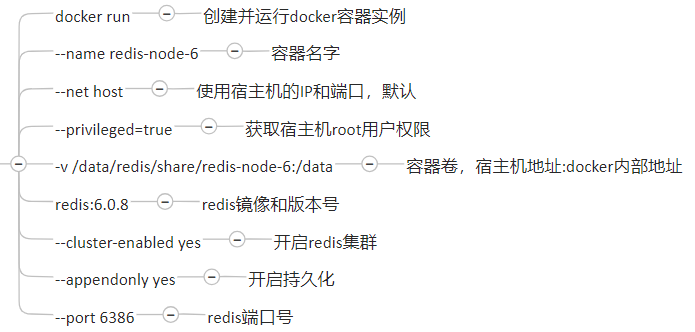 docker run 创建并运行docker容器实例
--name redis-node-6 容器名字
--net host 使用宿主机的IP和端口，默认
--privileged=true 获取宿主机root用户权限
-v /data/redis/share/redis-node-6:/data 容器卷，宿主机地址:docker内部地址
redis:6.0.8 redis镜像和版本号
--cluster-enabled yes 开启redis集群
--appendonly yes 开启持久化
--port 6386 redis端口号